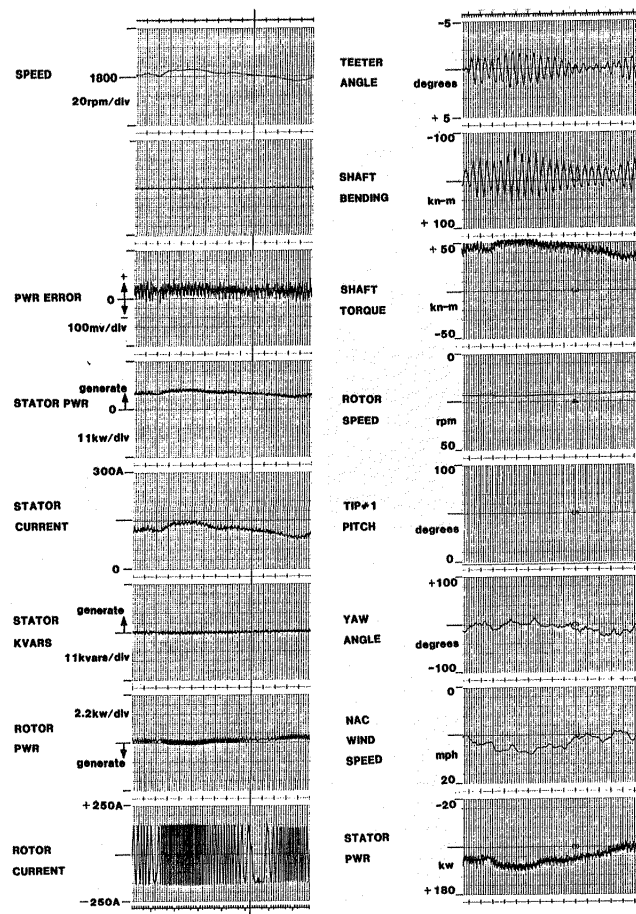 SPEED
1800
20rpm/div
PWR ERROR
+
0
−
100mv/div
generate
STATOR PWR
0
11kw/div
300A
STATOR
CURRENT
0
generate
STATOR
KVARS
11kvars/div
2.2kw/div
ROTOR
PWR
generate
+250A
ROTOR
CURRENT
−250A
-5
TEETER
ANGLE
degrees
+5
-100
SHAFT
BENDING
kn-m
+100
+50
SHAFT
TORQUE
kn-m
-50
0
ROTOR
SPEED
rpm
50
100
TIP#1
PITCH
degrees
0
+100
YAW
ANGLE
degrees
-100
0
NAC
WIND
SPEED
mph
20
-20
STATOR
PWR
kw
+180